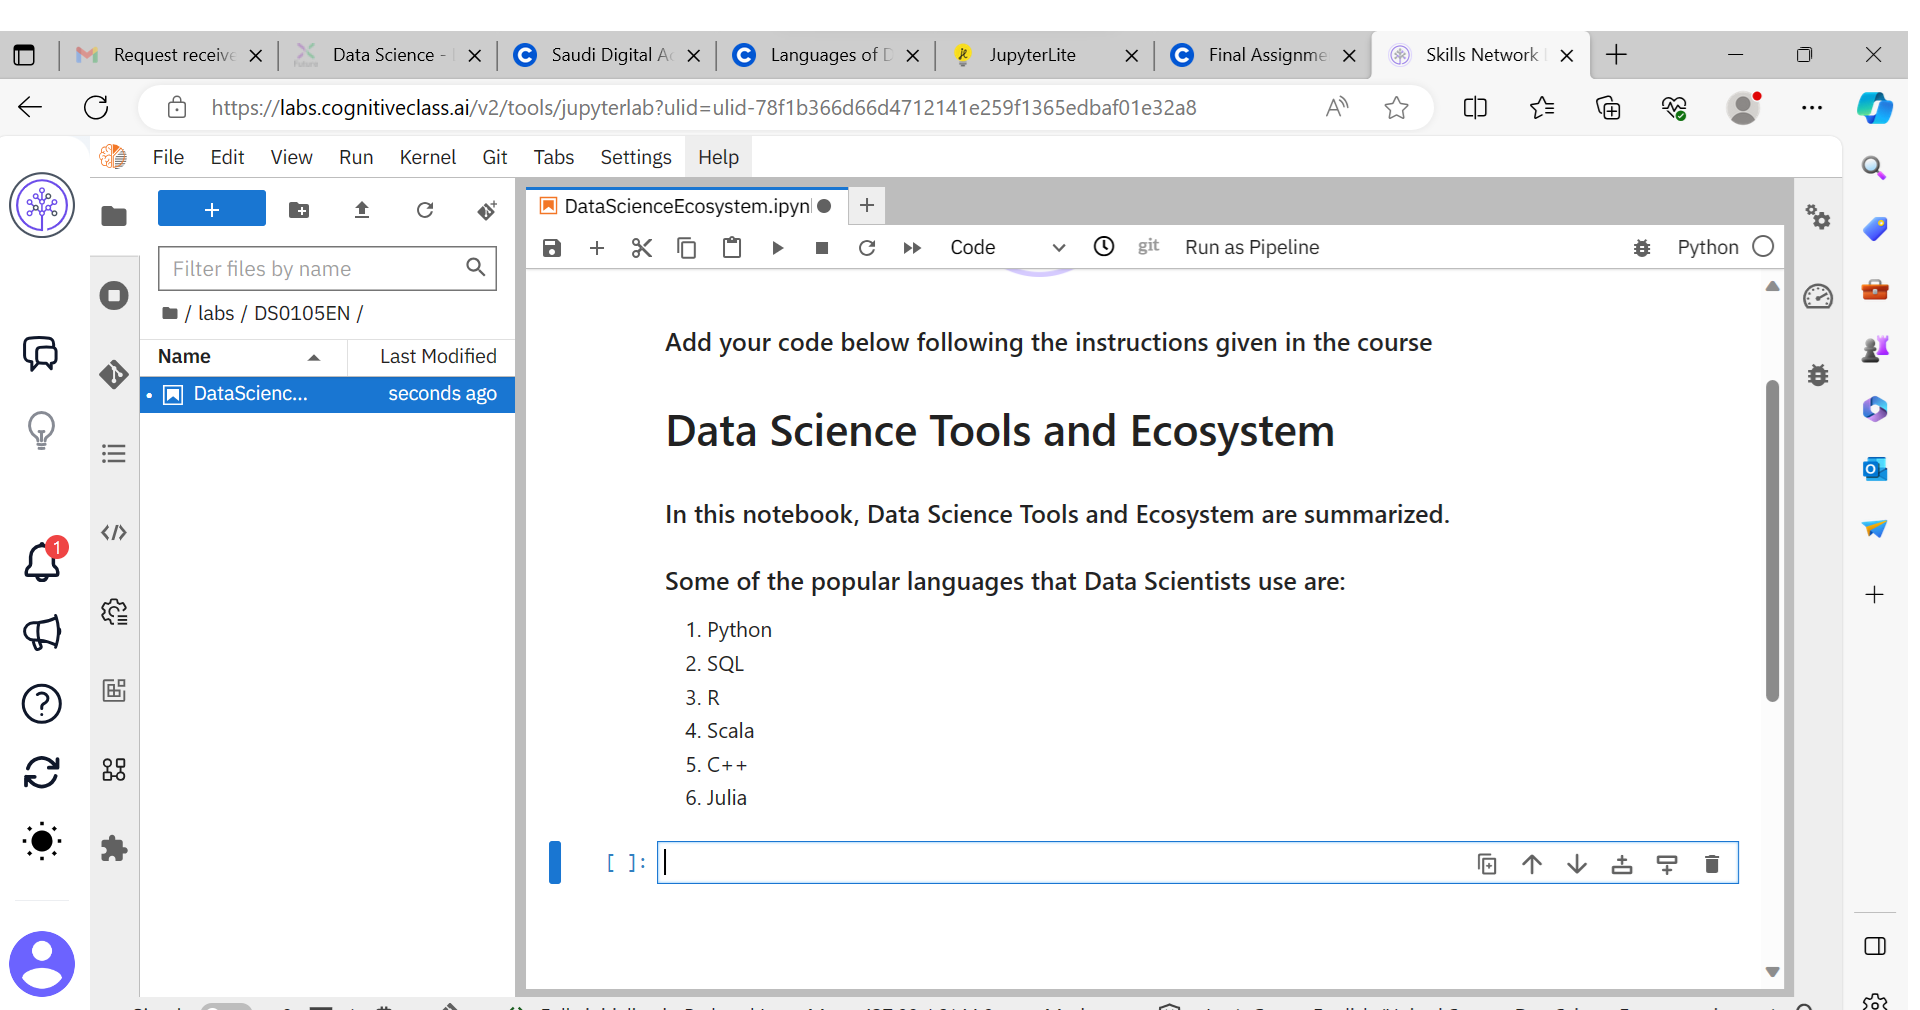 Request receive
Data Science -
Saudi Digital Ac
Languages of D
JupyterLite
Final Assignme
Skills Network
https://labs.cognitiveclass.ai/v2/tools/jupyterlab?ulid=ulid-78f1b366d66d4712141e259f1365edbaf01e32a8
File Edit View Run Kernel Git Tabs Settings Help
DataScienceEcosystem.ipynb
Filter files by name
Code
git
Run as Pipeline
Python
/ labs / DS0105EN /
Name Last Modified
DataScienc... seconds ago
Add your code below following the instructions given in the course
Data Science Tools and Ecosystem
In this notebook, Data Science Tools and Ecosystem are summarized.
Some of the popular languages that Data Scientists use are:
1. Python
2. SQL
3. R
4. Scala
5. C++
6. Julia
[ ]:
1